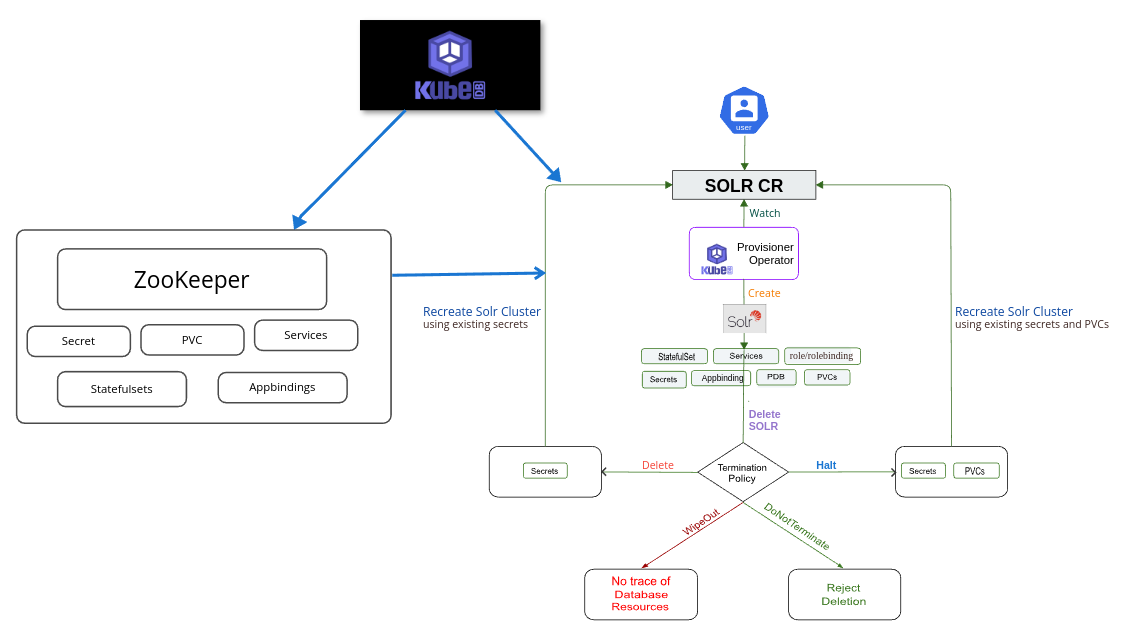 KubeDB
user
SOLR CR
Watch
Provisioner
Operator
KubeDB
Create
Solr
ZooKeeper
Secret
PVC
Services
Statefulsets
Appbindings
Recreate Solr Cluster
using existing secrets
Recreate Solr Cluster
using existing secrets and PVCs
StatefulSet
Services
role/rolebinding
Secrets
Appbinding
PDB
PVCs
Delete
SOLR
Secrets
Delete
Termination
Policy
Halt
Secrets
PVCs
WipeOut
DoNotTerminate
No trace of
Database
Resources
Reject
Deletion